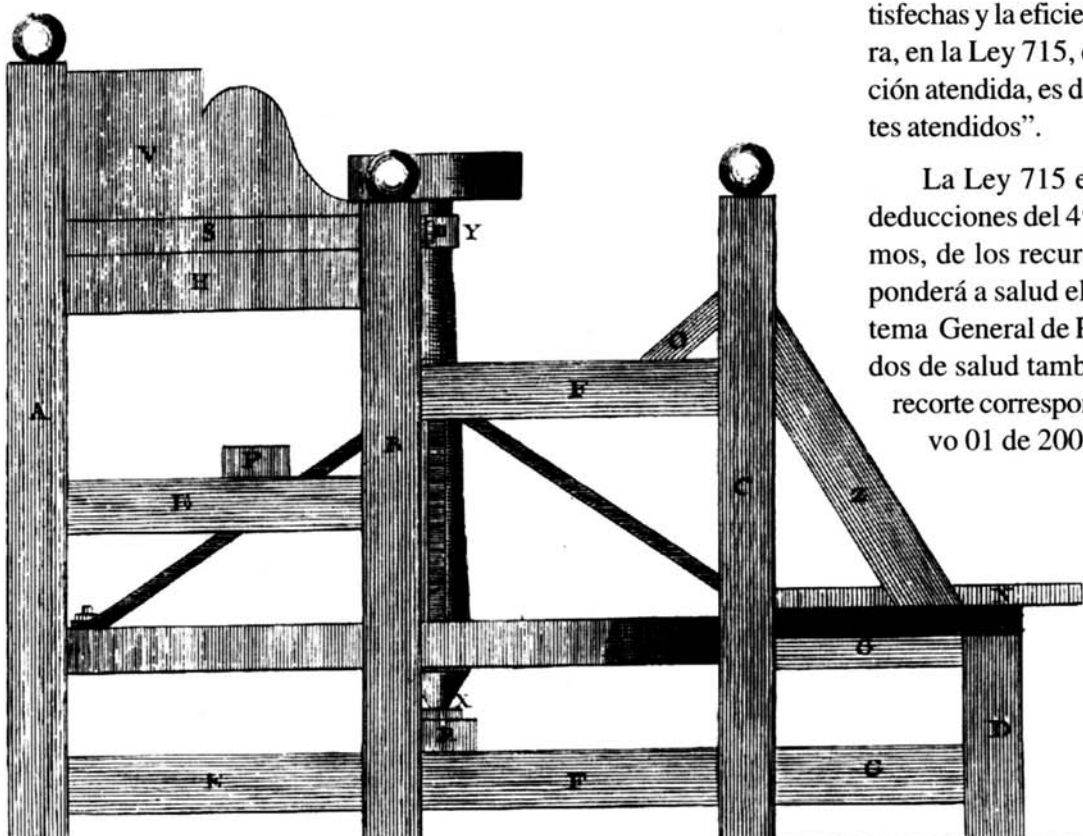 tisfechas y la eficie
ra, en la Ley 715,
ción atendida, es d
tes atendidos”.
La Ley 715 e
deducciones del 4
mos, de los recur
ponderá a salud el
tema General de
dos de salud tamb
recorte correspon
vo 01 de 200
V
S
Y
H
O
F
A
B
P
C
Z
E
G
X
R
D
F
G